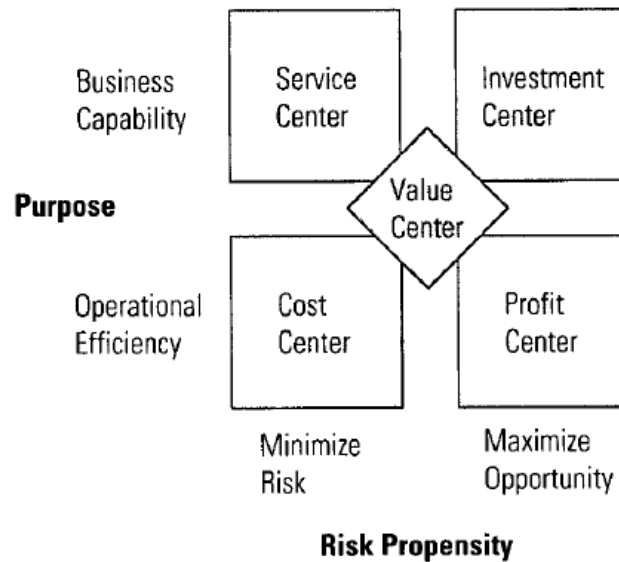 Business
Capability
Service
Center
Investment
Center
Purpose
Value
Center
Operational
Efficiency
Cost
Center
Profit
Center
Minimize
Risk
Maximize
Opportunity
Risk Propensity